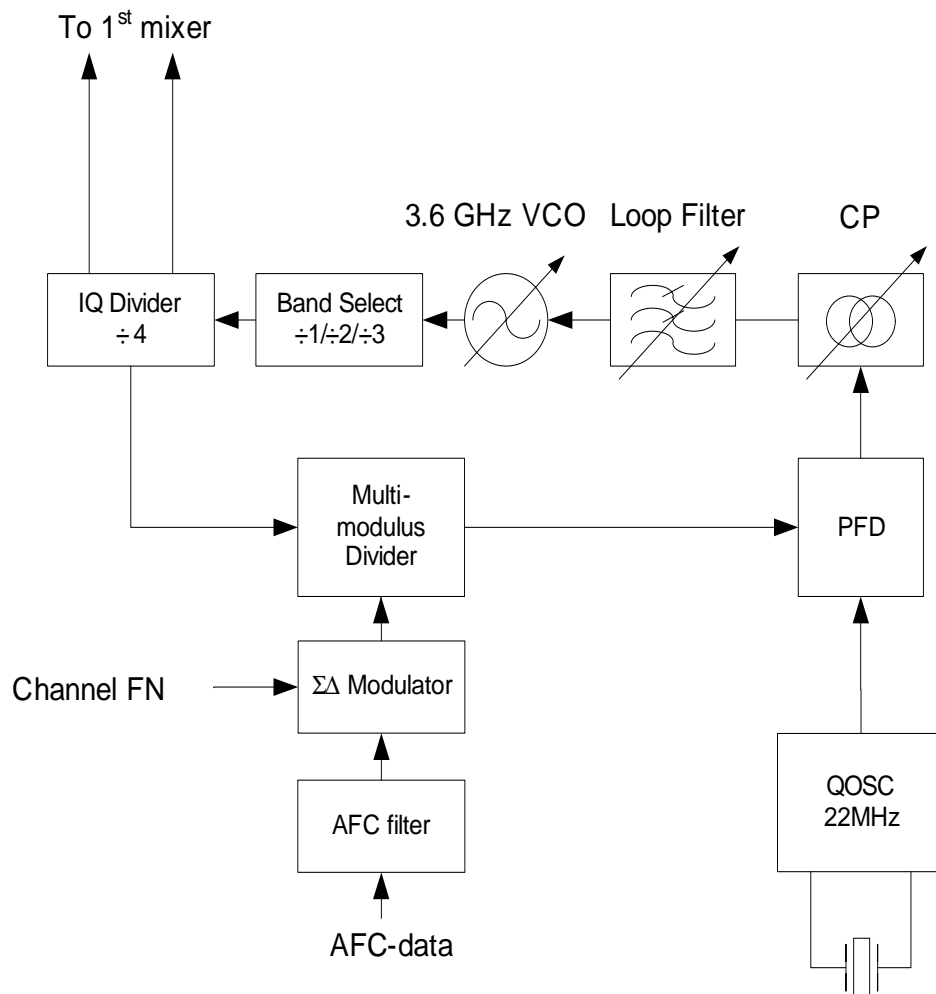 To 1st mixer
3.6 GHz VCO
Loop Filter
CP
IQ Divider
÷4
Band Select
÷1/÷2/÷3
Multi-
modulus
Divider
PFD
Channel FN
ΣΔ Modulator
QOSC
22MHz
AFC filter
AFC-data